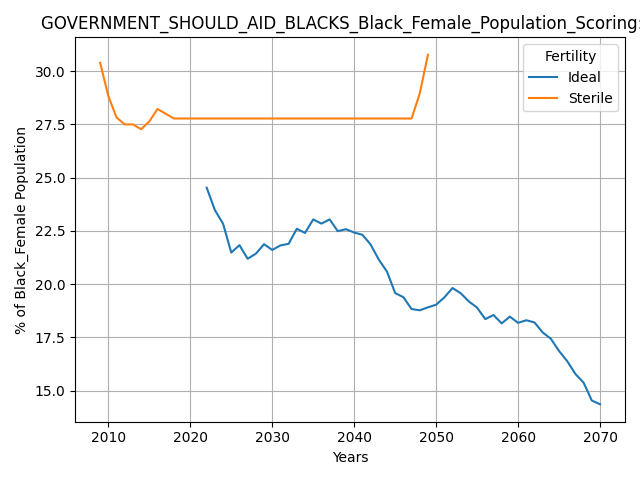 GOVERNMENT_SHOULD_AID_BLACKS_Black_Female_Population_Scoring:
Fertility
Ideal
Sterile
30.0
27.5
25.0
22.5
20.0
17.5
15.0
% of Black_Female Population
2010 2020 2030 2040 2050 2060 2070
Years